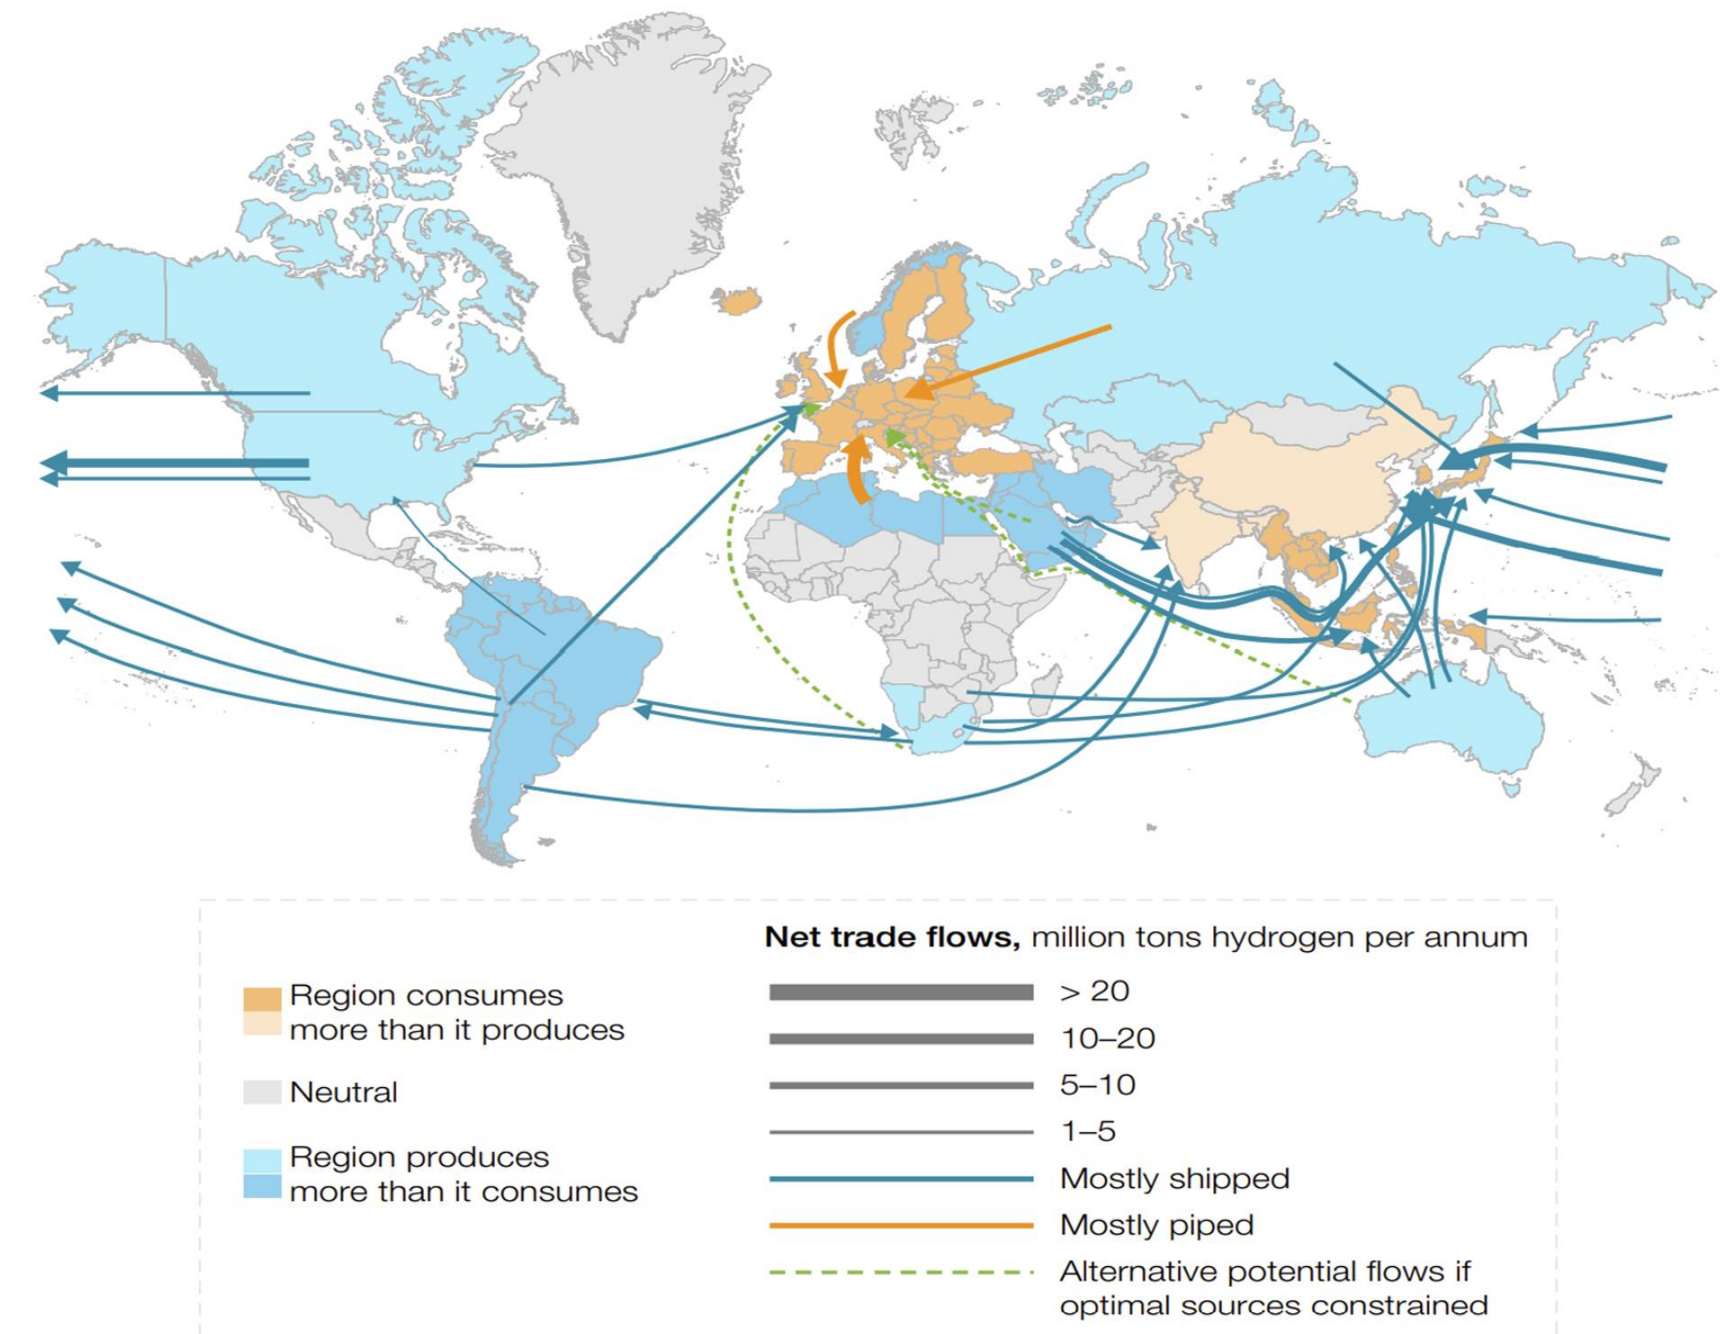 Net trade flows, million tons hydrogen per annum
Region consumes
more than it produces
Neutral
Region produces
more than it consumes
> 20
10–20
5–10
1–5
Mostly shipped
Mostly piped
Alternative potential flows if
optimal sources constrained